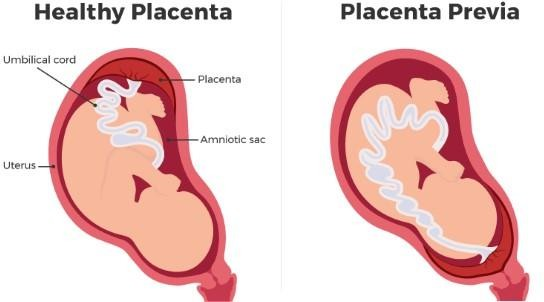 Healthy Placenta
Placenta Previa
Umbilical cord
Placenta
Amniotic sac
Uterus